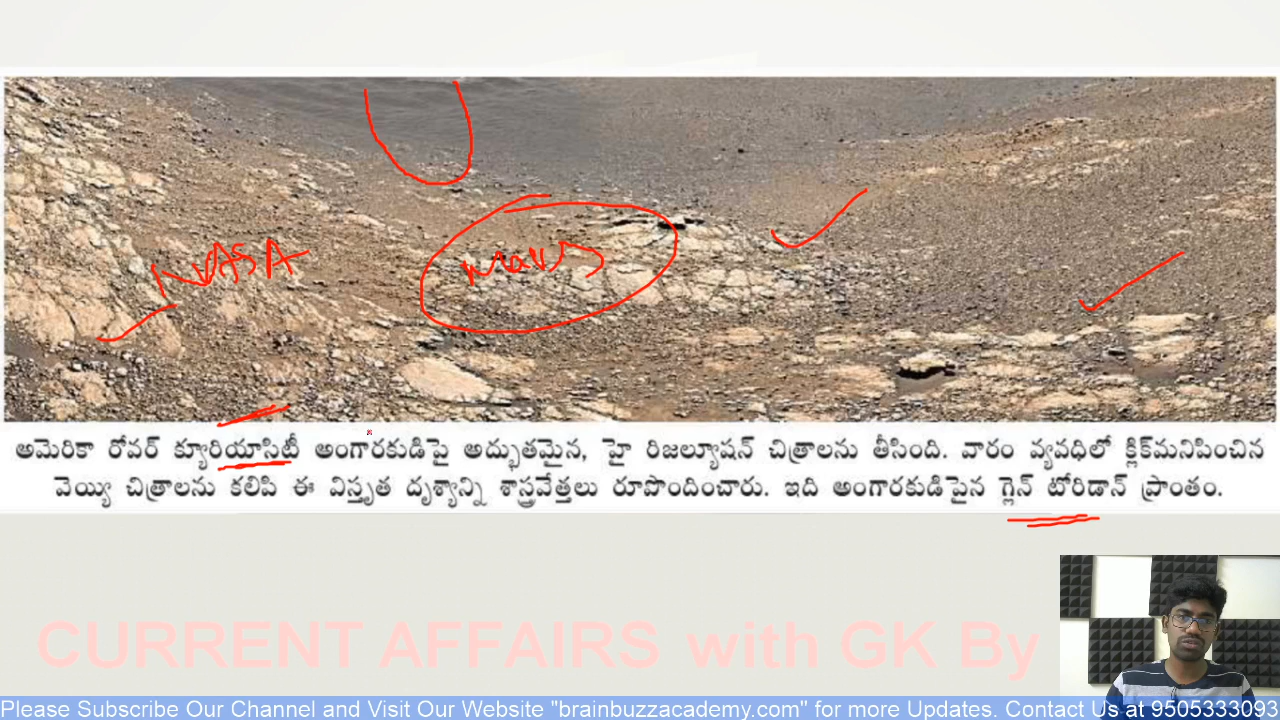 NASA
Mars
అమెరికా రోవర్ క్యూరియాసిటీ అంగారకుడిపై అద్భుతమైన, హై రిజల్యూషన్ చిత్రాలను తీసింది. వారం వ్యవధిలో క్లిక్‌మనిపించిన
వెయ్యి చిత్రాలను కలిపి ఈ విస్తృత దృశ్యాన్ని శాస్త్రవేత్తలు రూపొందించారు. ఇది అంగారకుడిపైన గ్లెన్ టోరిడాన్ ప్రాంతం.
CURRENT AFFAIRS with GK By
Please Subscribe Our Channel and Visit Our Website "brainbuzzacademy.com" for more Updates. Contact Us at 9505333093